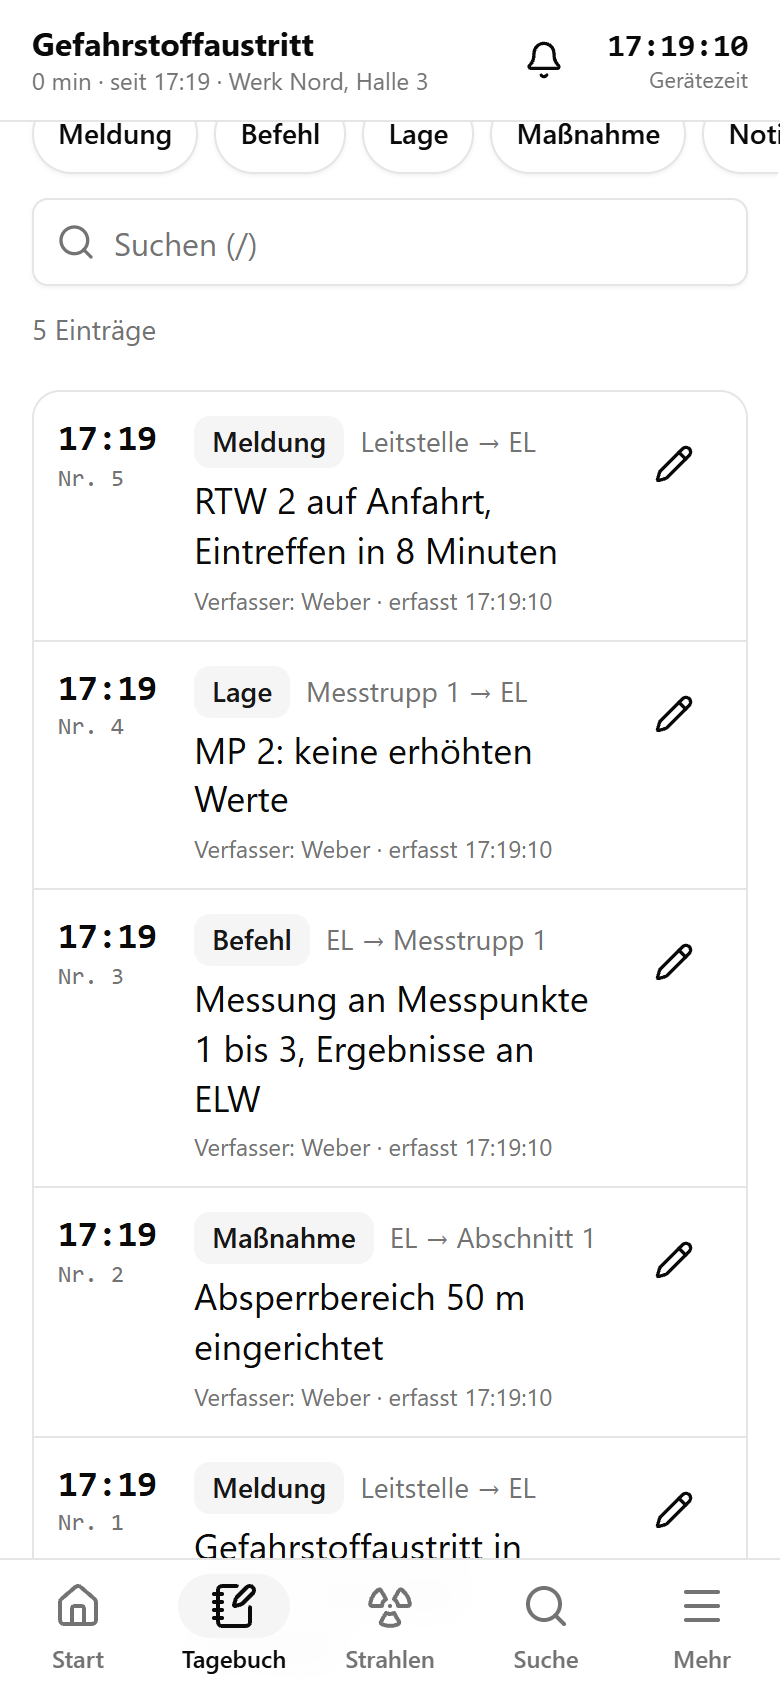 Gefahrstoffaustritt
17:19:10
0 min · seit 17:19 · Werk Nord, Halle 3
Gerätezeit
Meldung
Befehl
Lage
Maßnahme
Noti
Suchen (/)
5 Einträge
17:19
Nr. 5
Meldung Leitstelle → EL
RTW 2 auf Anfahrt,
Eintreffen in 8 Minuten
Verfasser: Weber · erfasst 17:19:10
17:19
Nr. 4
Lage Messtrupp 1 → EL
MP 2: keine erhöhten
Werte
Verfasser: Weber · erfasst 17:19:10
17:19
Nr. 3
Befehl EL → Messtrupp 1
Messung an Messpunkte
1 bis 3, Ergebnisse an
ELW
Verfasser: Weber · erfasst 17:19:10
17:19
Nr. 2
Maßnahme EL → Abschnitt 1
Absperrbereich 50 m
eingerichtet
Verfasser: Weber · erfasst 17:19:10
17:19
Nr. 1
Meldung Leitstelle → EL
Gefahrstoffaustritt in
Start
Tagebuch
Strahlen
Suche
Mehr